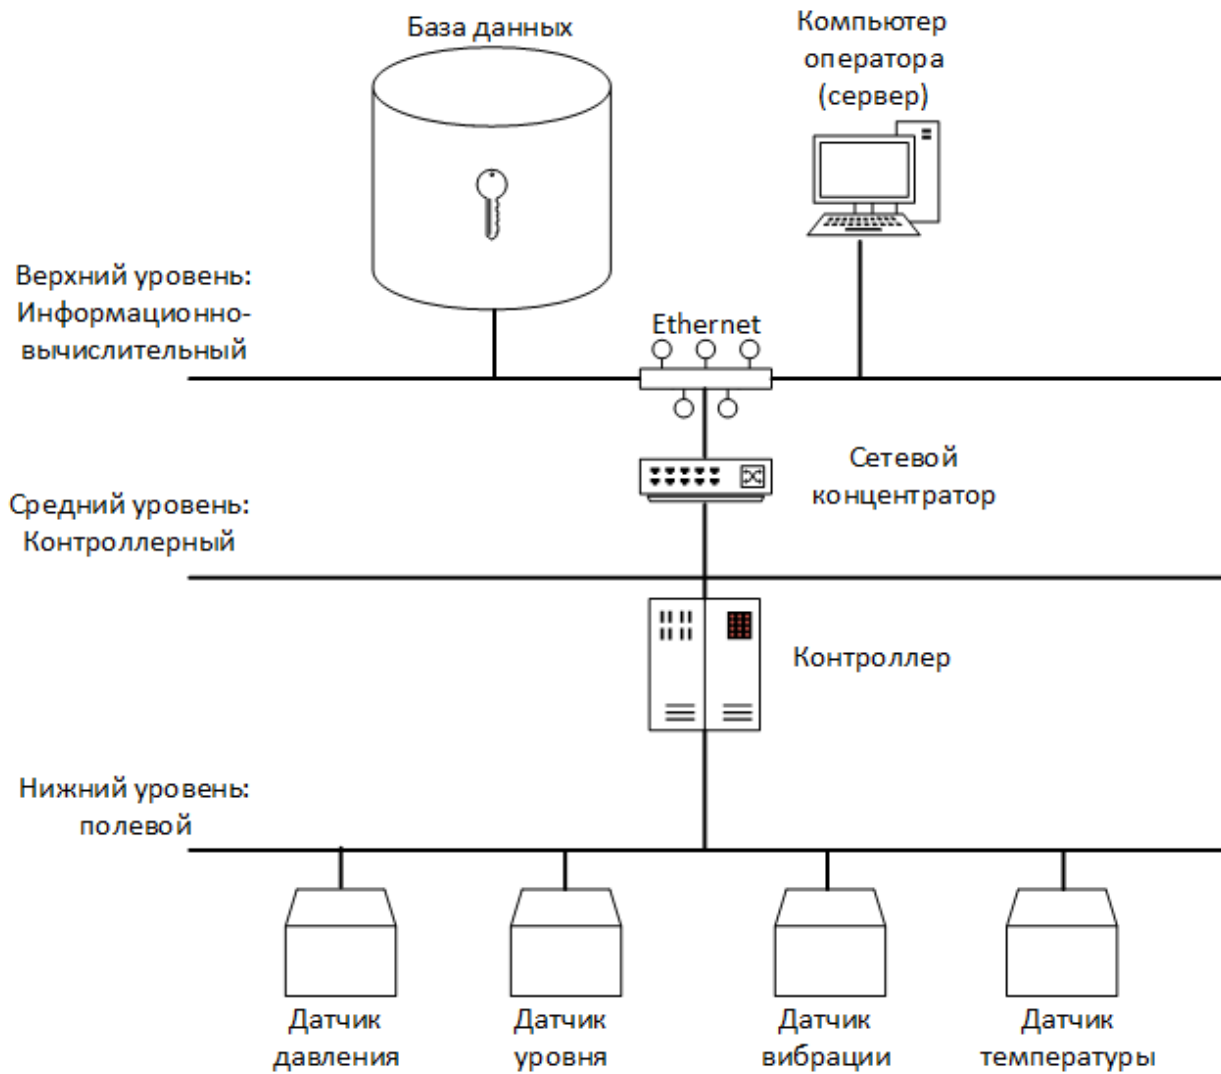 База данных
Компьютер
оператора
(сервер)
Верхний уровень:
Информационно-
вычислительный
Ethernet
Сетевой
концентратор
Средний уровень:
Контроллерный
Контроллер
Нижний уровень:
полевой
Датчик
давления
Датчик
уровня
Датчик
вибрации
Датчик
температуры